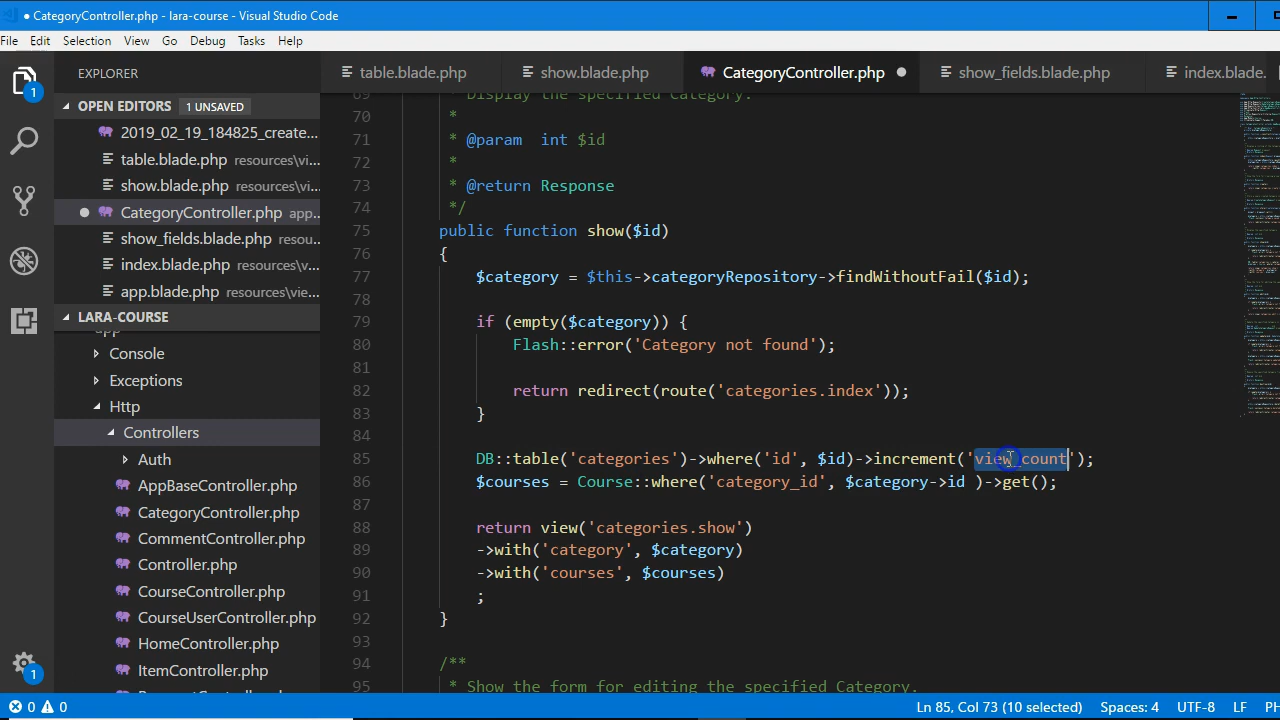 ● CategoryController.php - lara-course - Visual Studio Code
File Edit Selection View Go Debug Tasks Help
EXPLORER
table.blade.php show.blade.php CategoryController.php ● show_fields.blade.php index.blade.
OPEN EDITORS 1 UNSAVED
2019_02_19_184825_create...
table.blade.php resources\vi...
show.blade.php resources\vi...
● CategoryController.php app...
show_fields.blade.php resou...
index.blade.php resources\v...
app.blade.php resources\vie...
LARA-COURSE
app
Console
Exceptions
Http
Controllers
Auth
AppBaseController.php
CategoryController.php
CommentController.php
Controller.php
CourseController.php
CourseUserController.php
HomeController.php
ItemController.php
1
1
69 * Display the specified Category.
70 *
71 * @param  int $id
72 *
73 * @return Response
74 */
75 public function show($id)
76 {
77 $category = $this->categoryRepository->findWithoutFail($id);
78
79 if (empty($category)) {
80 Flash::error('Category not found');
81
82 return redirect(route('categories.index'));
83 }
84
85 DB::table('categories')->where('id', $id)->increment('view_count');
86 $courses = Course::where('category_id', $category->id )->get();
87
88 return view('categories.show')
89 ->with('category', $category)
90 ->with('courses', $courses)
91 ;
92 }
93
94 /**
95 * Show the form for editing the specified Category.
0 0 Ln 85, Col 73 (10 selected) Spaces: 4 UTF-8 LF PH